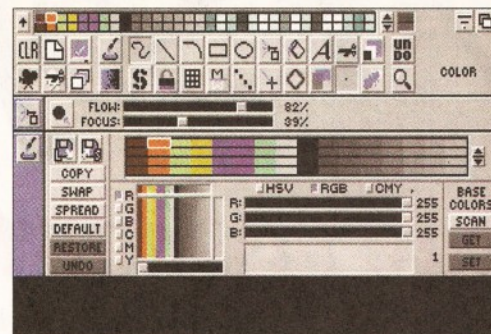 CLR
A
UN
DO
$
M
COLOR
FLOW: 82%
FOCUS: 39%
COPY
SWAP
SPREAD
DEFAULT
RESTORE
UNDO
R
G
B
C
M
Y
HSV RGB CMY
R: 255
G: 255
B: 255
1
BASE
COLORS
SCAN
GET
SET